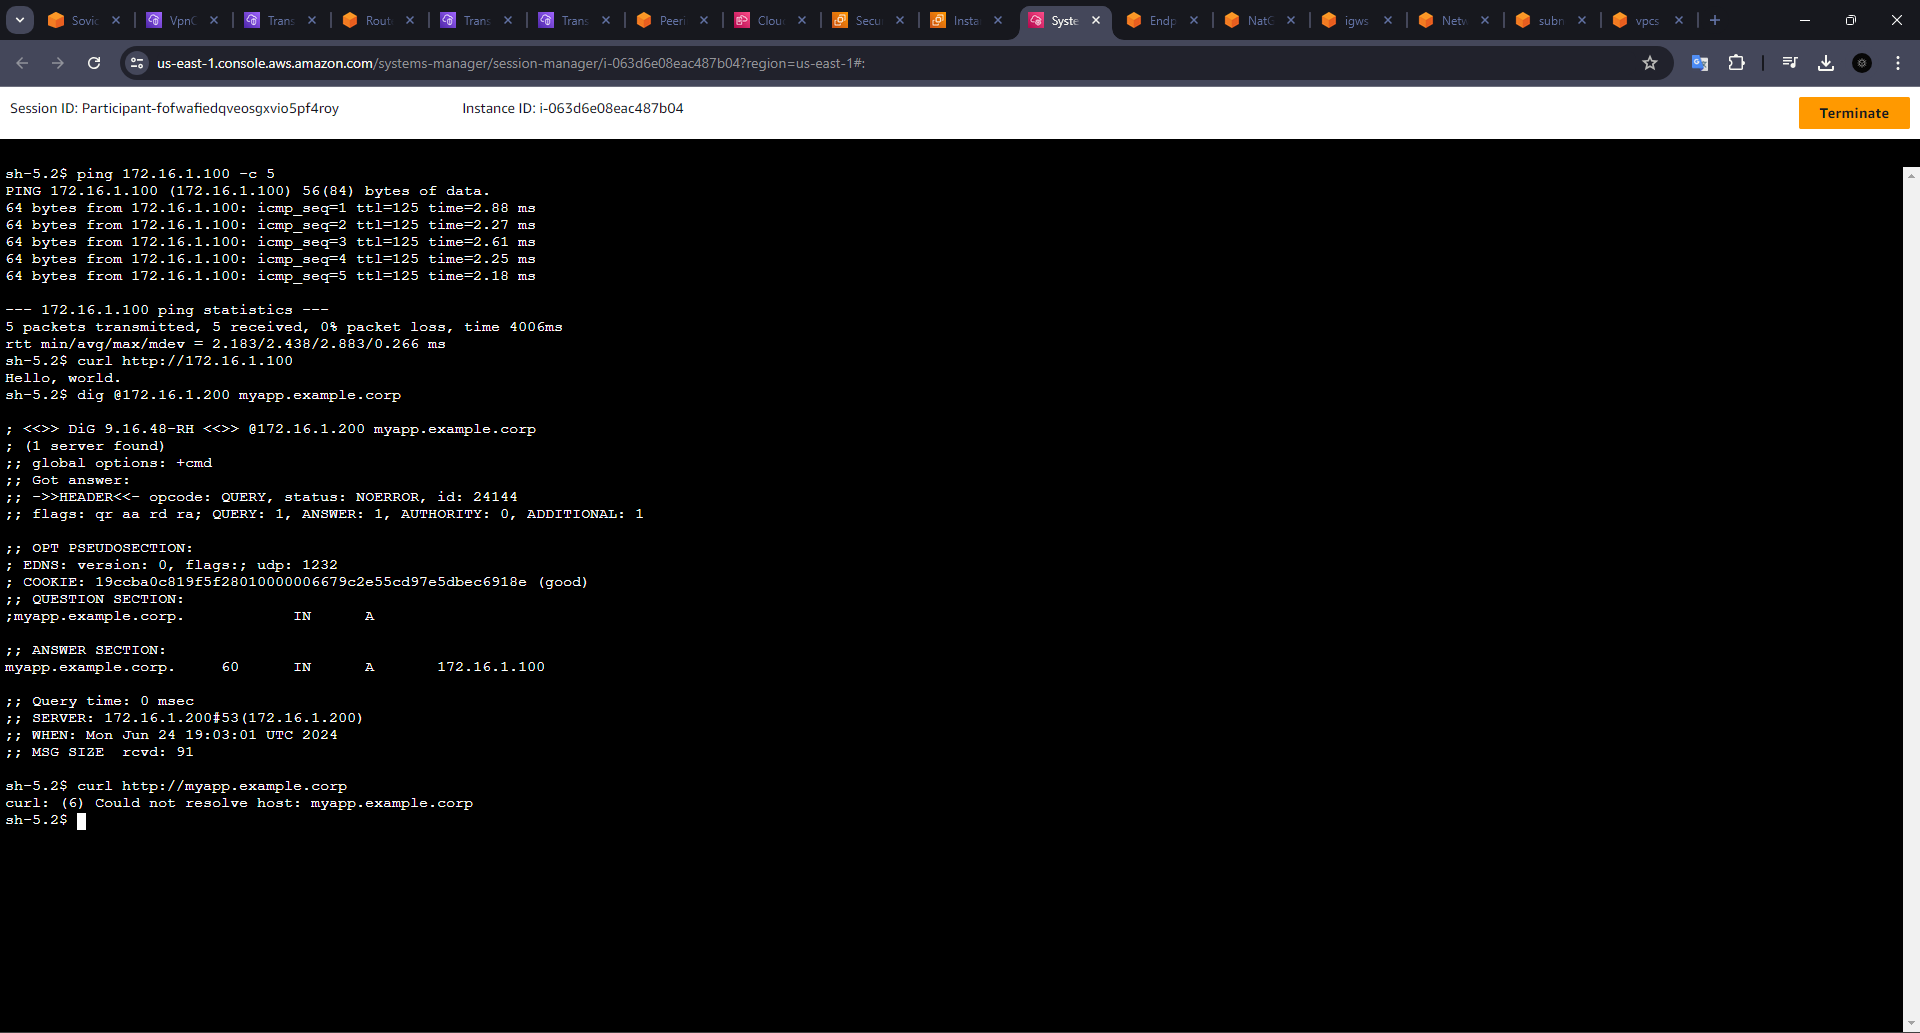 Sovic
VpnC
Trans
Rout
Trans
Trans
Peeri
Clou
Secu
Insta
Syste
Endp
NatG
igws
Netw
subn
vpcs
us-east-1.console.aws.amazon.com/systems-manager/session-manager/i-063d6e08eac487b04?region=us-east-1#:
Session ID: Participant-fofwafiedqveosgxvio5pf4roy Instance ID: i-063d6e08eac487b04 Terminate
sh-5.2$ ping 172.16.1.100 -c 5
PING 172.16.1.100 (172.16.1.100) 56(84) bytes of data.
64 bytes from 172.16.1.100: icmp_seq=1 ttl=125 time=2.88 ms
64 bytes from 172.16.1.100: icmp_seq=2 ttl=125 time=2.27 ms
64 bytes from 172.16.1.100: icmp_seq=3 ttl=125 time=2.61 ms
64 bytes from 172.16.1.100: icmp_seq=4 ttl=125 time=2.25 ms
64 bytes from 172.16.1.100: icmp_seq=5 ttl=125 time=2.18 ms
--- 172.16.1.100 ping statistics ---
5 packets transmitted, 5 received, 0% packet loss, time 4006ms
rtt min/avg/max/mdev = 2.183/2.438/2.883/0.266 ms
sh-5.2$ curl http://172.16.1.100
Hello, world.
sh-5.2$ dig @172.16.1.200 myapp.example.corp
; <<>> DiG 9.16.48-RH <<>> @172.16.1.200 myapp.example.corp
; (1 server found)
;; global options: +cmd
;; Got answer:
;; ->>HEADER<<- opcode: QUERY, status: NOERROR, id: 24144
;; flags: qr aa rd ra; QUERY: 1, ANSWER: 1, AUTHORITY: 0, ADDITIONAL: 1
;; OPT PSEUDOSECTION:
; EDNS: version: 0, flags:; udp: 1232
; COOKIE: 19ccba0c819f5f28010000006679c2e55cd97e5dbec6918e (good)
;; QUESTION SECTION:
;myapp.example.corp. IN A
;; ANSWER SECTION:
myapp.example.corp. 60 IN A 172.16.1.100
;; Query time: 0 msec
;; SERVER: 172.16.1.200#53(172.16.1.200)
;; WHEN: Mon Jun 24 19:03:01 UTC 2024
;; MSG SIZE rcvd: 91
sh-5.2$ curl http://myapp.example.corp
curl: (6) Could not resolve host: myapp.example.corp
sh-5.2$